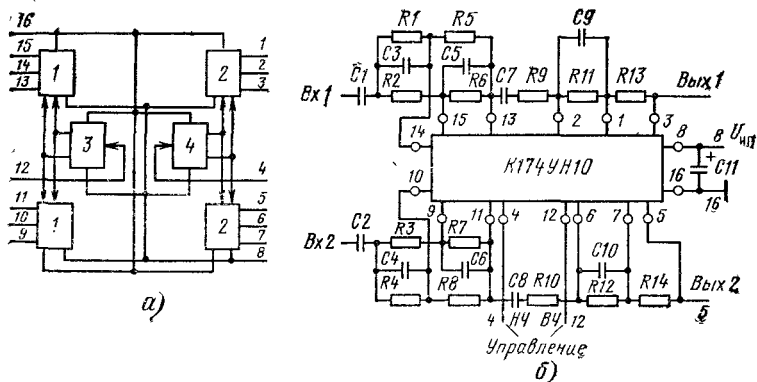 16
15
14
13
1
2
1
2
3
3
4
12
4
11
10
9
1
2
5
6
7
8
а)
R1
R5
C9
C3
C5
C1
R2
R6
C7
R9
R11
R13
Вх1
Вых.1
14
15
13
2
1
3
8
8
Uип
К174УН10
C11
+
10
16
16
9
11
4
12
6
7
5
C2
R3
R7
Вх2
C4
C6
C8
R10
C10
R4
R8
R12
R14
Вых 2
5
4
НЧ
ВЧ
12
Управление
б)